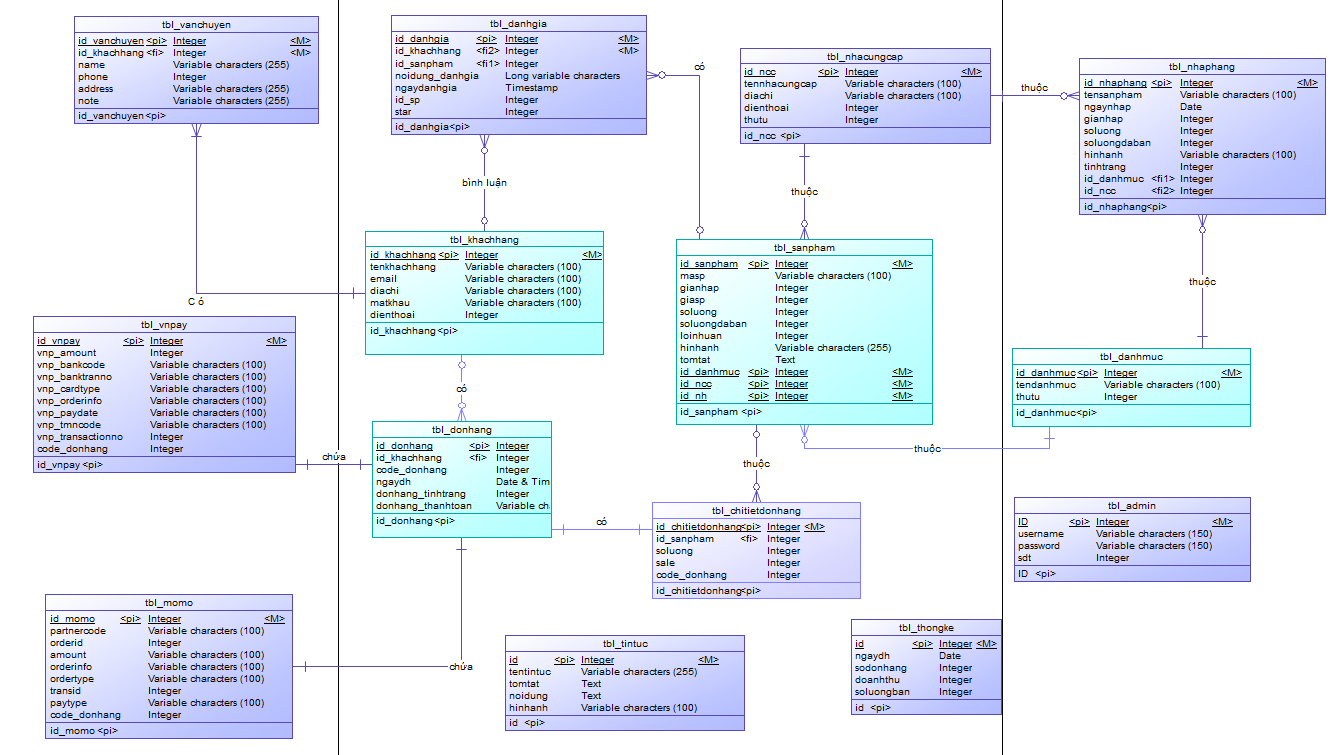 tbl_vanchuyen
id_vanchuyen <pi> Integer <M>
id_khachhang <fi> Integer <M>
name Variable characters (255)
phone Integer
address Variable characters (255)
note Variable characters (255)
id_vanchuyen <pi>
tbl_danhgia
id_danhgia <pi> Integer <M>
id_khachhang <fi2> Integer <M>
id_sanpham <fi1> Integer
noidung_danhgia Long variable characters
ngaydanhgia Timestamp
id_sp Integer
star Integer
id_danhgia <pi>
có
tbl_nhacungcap
id_ncc <pi> Integer <M>
tennhacungcap Variable characters (100)
diachi Variable characters (100)
dienthoai Integer
thutu Integer
id_ncc <pi>
thuộc
tbl_nhaphang
id_nhaphang <pi> Integer <M>
tensanpham Variable characters (100)
ngaynhap Date
gianhap Integer
soluong Integer
soluongdaban Integer
hinhanh Variable characters (100)
tinhtrang Integer
id_danhmuc <fi1> Integer
id_ncc <fi2> Integer
id_nhaphang <pi>
bình luận
thuộc
tbl_khachhang
id_khachhang <pi> Integer <M>
tenkhachhang Variable characters (100)
email Variable characters (100)
diachi Variable characters (100)
matkhau Variable characters (100)
dienthoai Integer
id_khachhang <pi>
C ó
tbl_sanpham
id_sanpham <pi> Integer <M>
masp Variable characters (100)
gianhap Integer
giasp Integer
soluong Integer
soluongdaban Integer
loinhuan Integer
hinhanh Variable characters (255)
tomtat Text
id_danhmuc <pi> Integer <M>
id_ncc <pi> Integer <M>
id_nh <pi> Integer <M>
id_sanpham <pi>
thuộc
tbl_vnpay
id_vnpay <pi> Integer <M>
vnp_amount Integer
vnp_bankcode Variable characters (100)
vnp_banktranno Variable characters (100)
vnp_cardtype Variable characters (100)
vnp_orderinfo Variable characters (100)
vnp_paydate Variable characters (100)
vnp_tmncode Variable characters (100)
vnp_transactionno Integer
code_donhang Integer
id_vnpay <pi>
có
tbl_danhmuc
id_danhmuc <pi> Integer <M>
tendanhmuc Variable characters (100)
thutu Integer
id_danhmuc <pi>
chứa
tbl_donhang
id_donhang <pi> Integer
id_khachhang <fi> Integer
code_donhang Integer
ngaydh Date & Tim
donhang_tinhtrang Integer
donhang_thanhtoan Variable ch
id_donhang <pi>
thuộc
thuộc
có
tbl_chitietdonhang
id_chitietdonhang <pi> Integer <M>
id_sanpham <fi> Integer
soluong Integer
sale Integer
code_donhang Integer
id_chitietdonhang <pi>
tbl_admin
ID <pi> Integer <M>
username Variable characters (150)
password Variable characters (150)
sdt Integer
ID <pi>
tbl_momo
id_momo <pi> Integer <M>
partnercode Variable characters (100)
orderid Integer
amount Variable characters (100)
orderinfo Variable characters (100)
ordertype Variable characters (100)
transid Integer
paytype Variable characters (100)
code_donhang Integer
id_momo <pi>
chứa
tbl_tintuc
id <pi> Integer <M>
tentintuc Variable characters (255)
tomtat Text
noidung Text
hinhanh Variable characters (100)
id <pi>
tbl_thongke
id <pi> Integer <M>
ngaydh Date
sodonhang Integer
doanhthu Integer
soluongban Integer
id <pi>